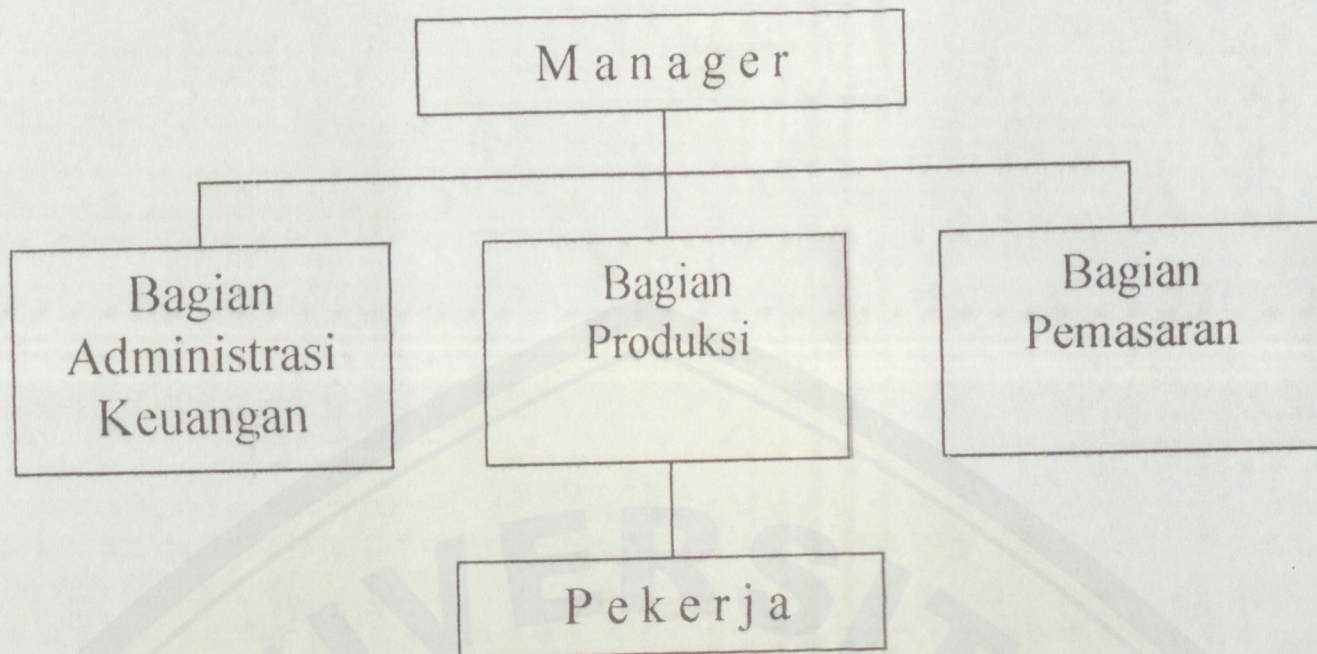 Manager
Bagian
Administrasi
Keuangan
Bagian
Produksi
Bagian
Pemasaran
Pekerja